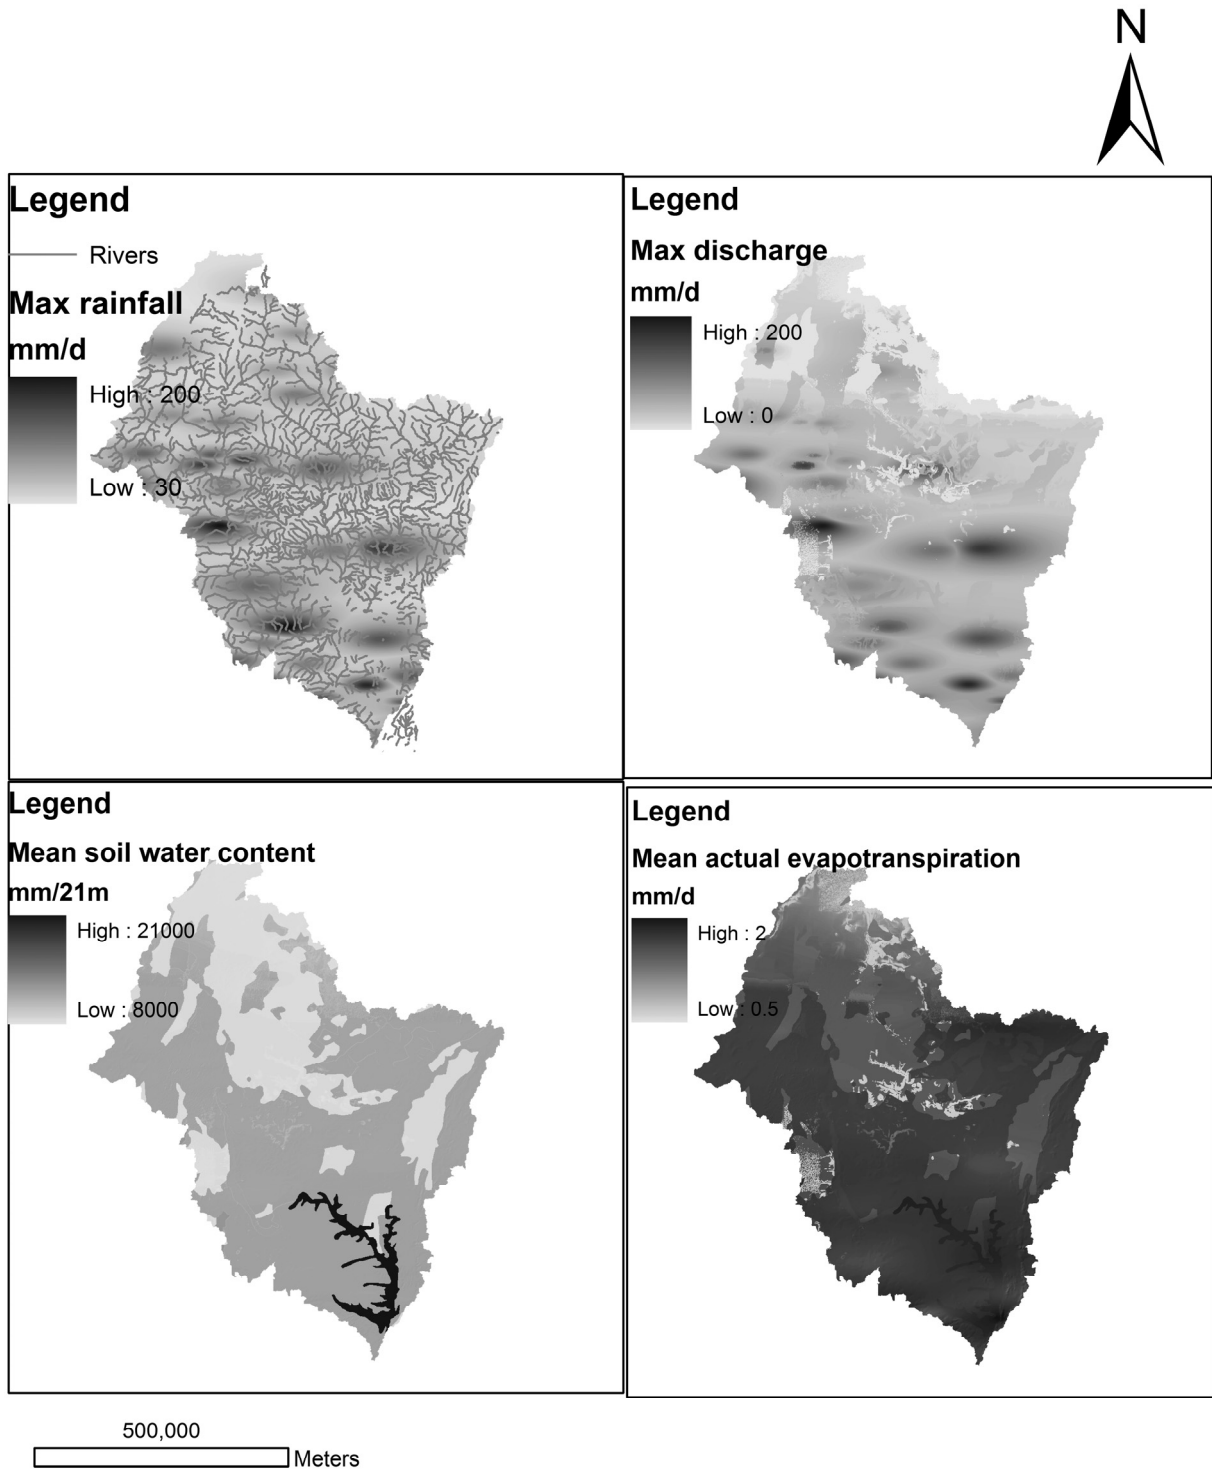 N
Legend
Rivers
Max rainfall
mm/d
High : 200
Low : 30
Legend
Max discharge
mm/d
High : 200
Low : 0
Legend
Mean soil water content
mm/21m
High : 21000
Low : 8000
Legend
Mean actual evapotranspiration
mm/d
High : 2
Low : 0.5
500,000
Meters